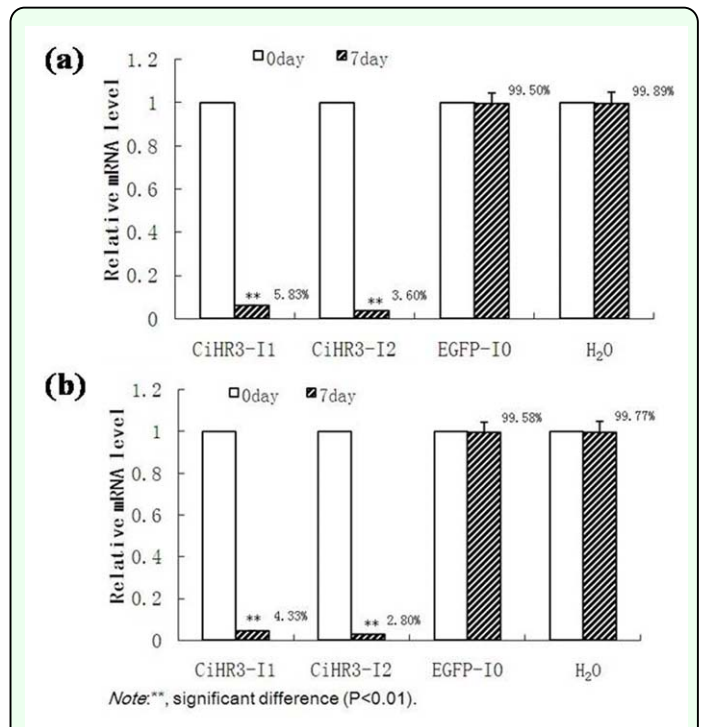 (a)
Relative mRNA level
0day 7day
1.2
1
0.8
0.6
0.4
0.2
0
** 5.83%
** 3.60%
99.50%
99.89%
CiHR3-I1 CiHR3-I2 EGFP-I0 H₂O
(b)
Relative mRNA level
0day 7day
1.2
1
0.8
0.6
0.4
0.2
0
** 4.33%
** 2.80%
99.58%
99.77%
CiHR3-I1 CiHR3-I2 EGFP-I0 H₂O
Note:**, significant difference (P<0.01).